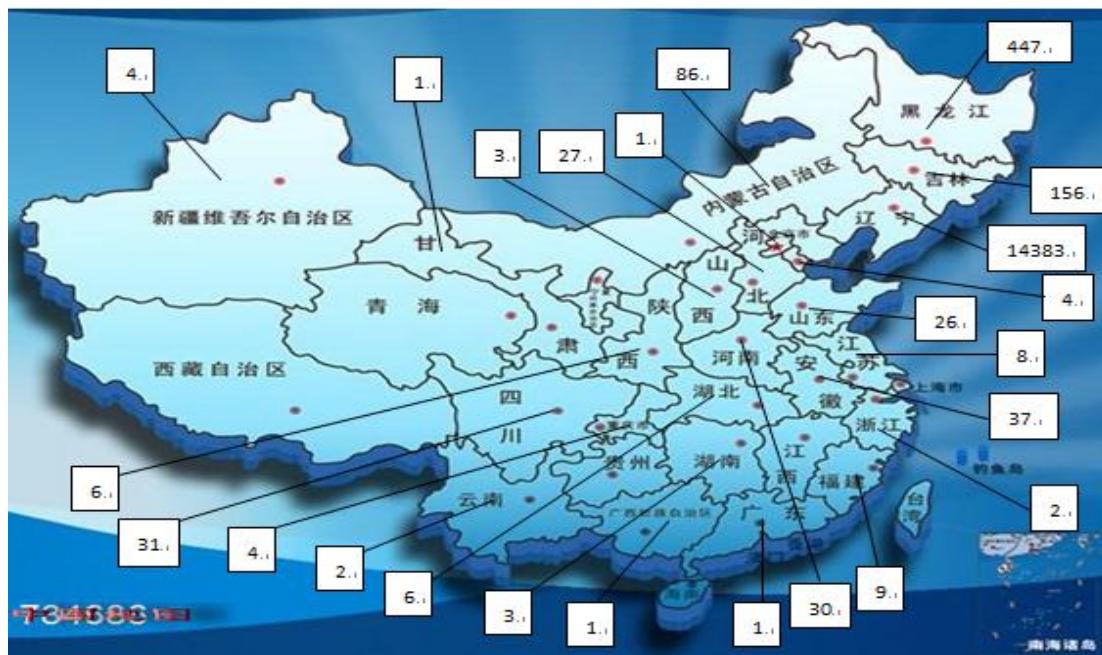 4.
1.
86.
447.
1.
27.
3.
黑龙江
内蒙古自治区
吉林
156.
新疆维吾尔自治区
辽宁
甘肃
河北
14383.
山西
4.
青海
陕西
山东
26.
江苏
8.
西藏自治区
河南
安徽
上海市
四川
湖北
37.
重庆市
浙江
贵州
湖南
江西
钓鱼岛
6.
福建
云南
台湾
广西壮族自治区
广东
2.
31.
4.
2.
6.
海南
9.
3.
1.
1.
30.
南海诸岛